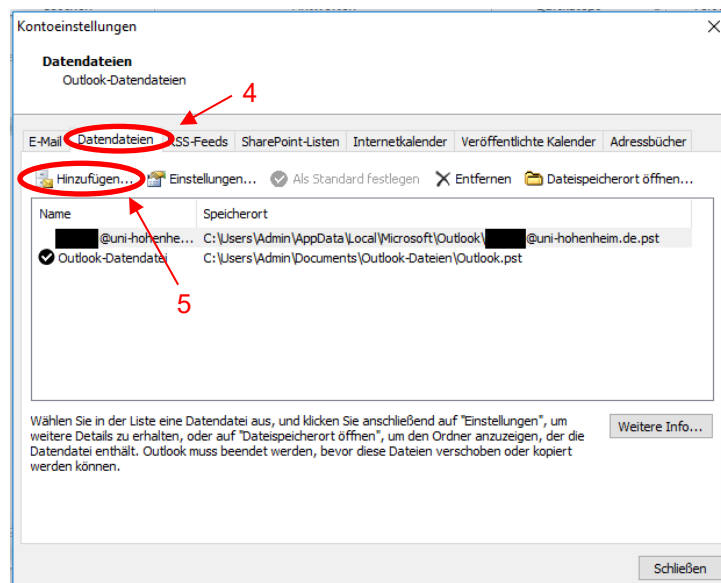 Kontoeinstellungen
Datendateien
Outlook-Datendateien
4
E-Mail Datendateien RSS-Feeds SharePoint-Listen Internetkalender Veröffentlichte Kalender Adressbücher
Hinzufügen... Einstellungen... Als Standard festlegen Entfernen Dateispeicherort öffnen...
Name Speicherort
@uni-hohenhe... C:\Users\Admin\AppData\Local\Microsoft\Outlook\ @uni-hohenheim.de.pst
Outlook-Datendatei C:\Users\Admin\Documents\Outlook-Dateien\Outlook.pst
5
Wählen Sie in der Liste eine Datendatei aus, und klicken Sie anschließend auf "Einstellungen", um
weitere Details zu erhalten, oder auf "Dateispeicherort öffnen", um den Ordner anzuzeigen, der die
Datendatei enthält. Outlook muss beendet werden, bevor diese Dateien verschoben oder kopiert
werden können.
Weitere Info...
Schließen